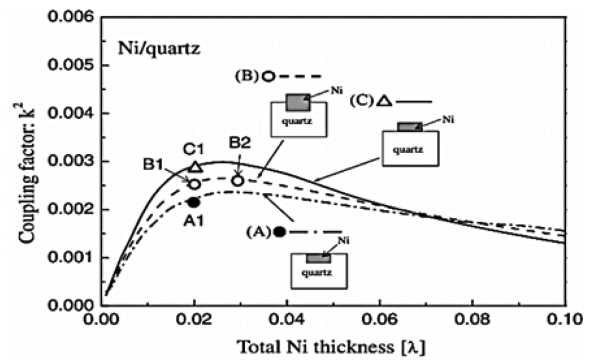 0.006
0.005
0.004
0.003
0.002
0.001
0.000
Coupling factor: k²
Ni/quartz
(B)
Ni
quartz
(C)
Ni
quartz
C1
B1
B2
A1
(A)
Ni
quartz
0.00
0.02
0.04
0.06
0.08
0.10
Total Ni thickness [λ]